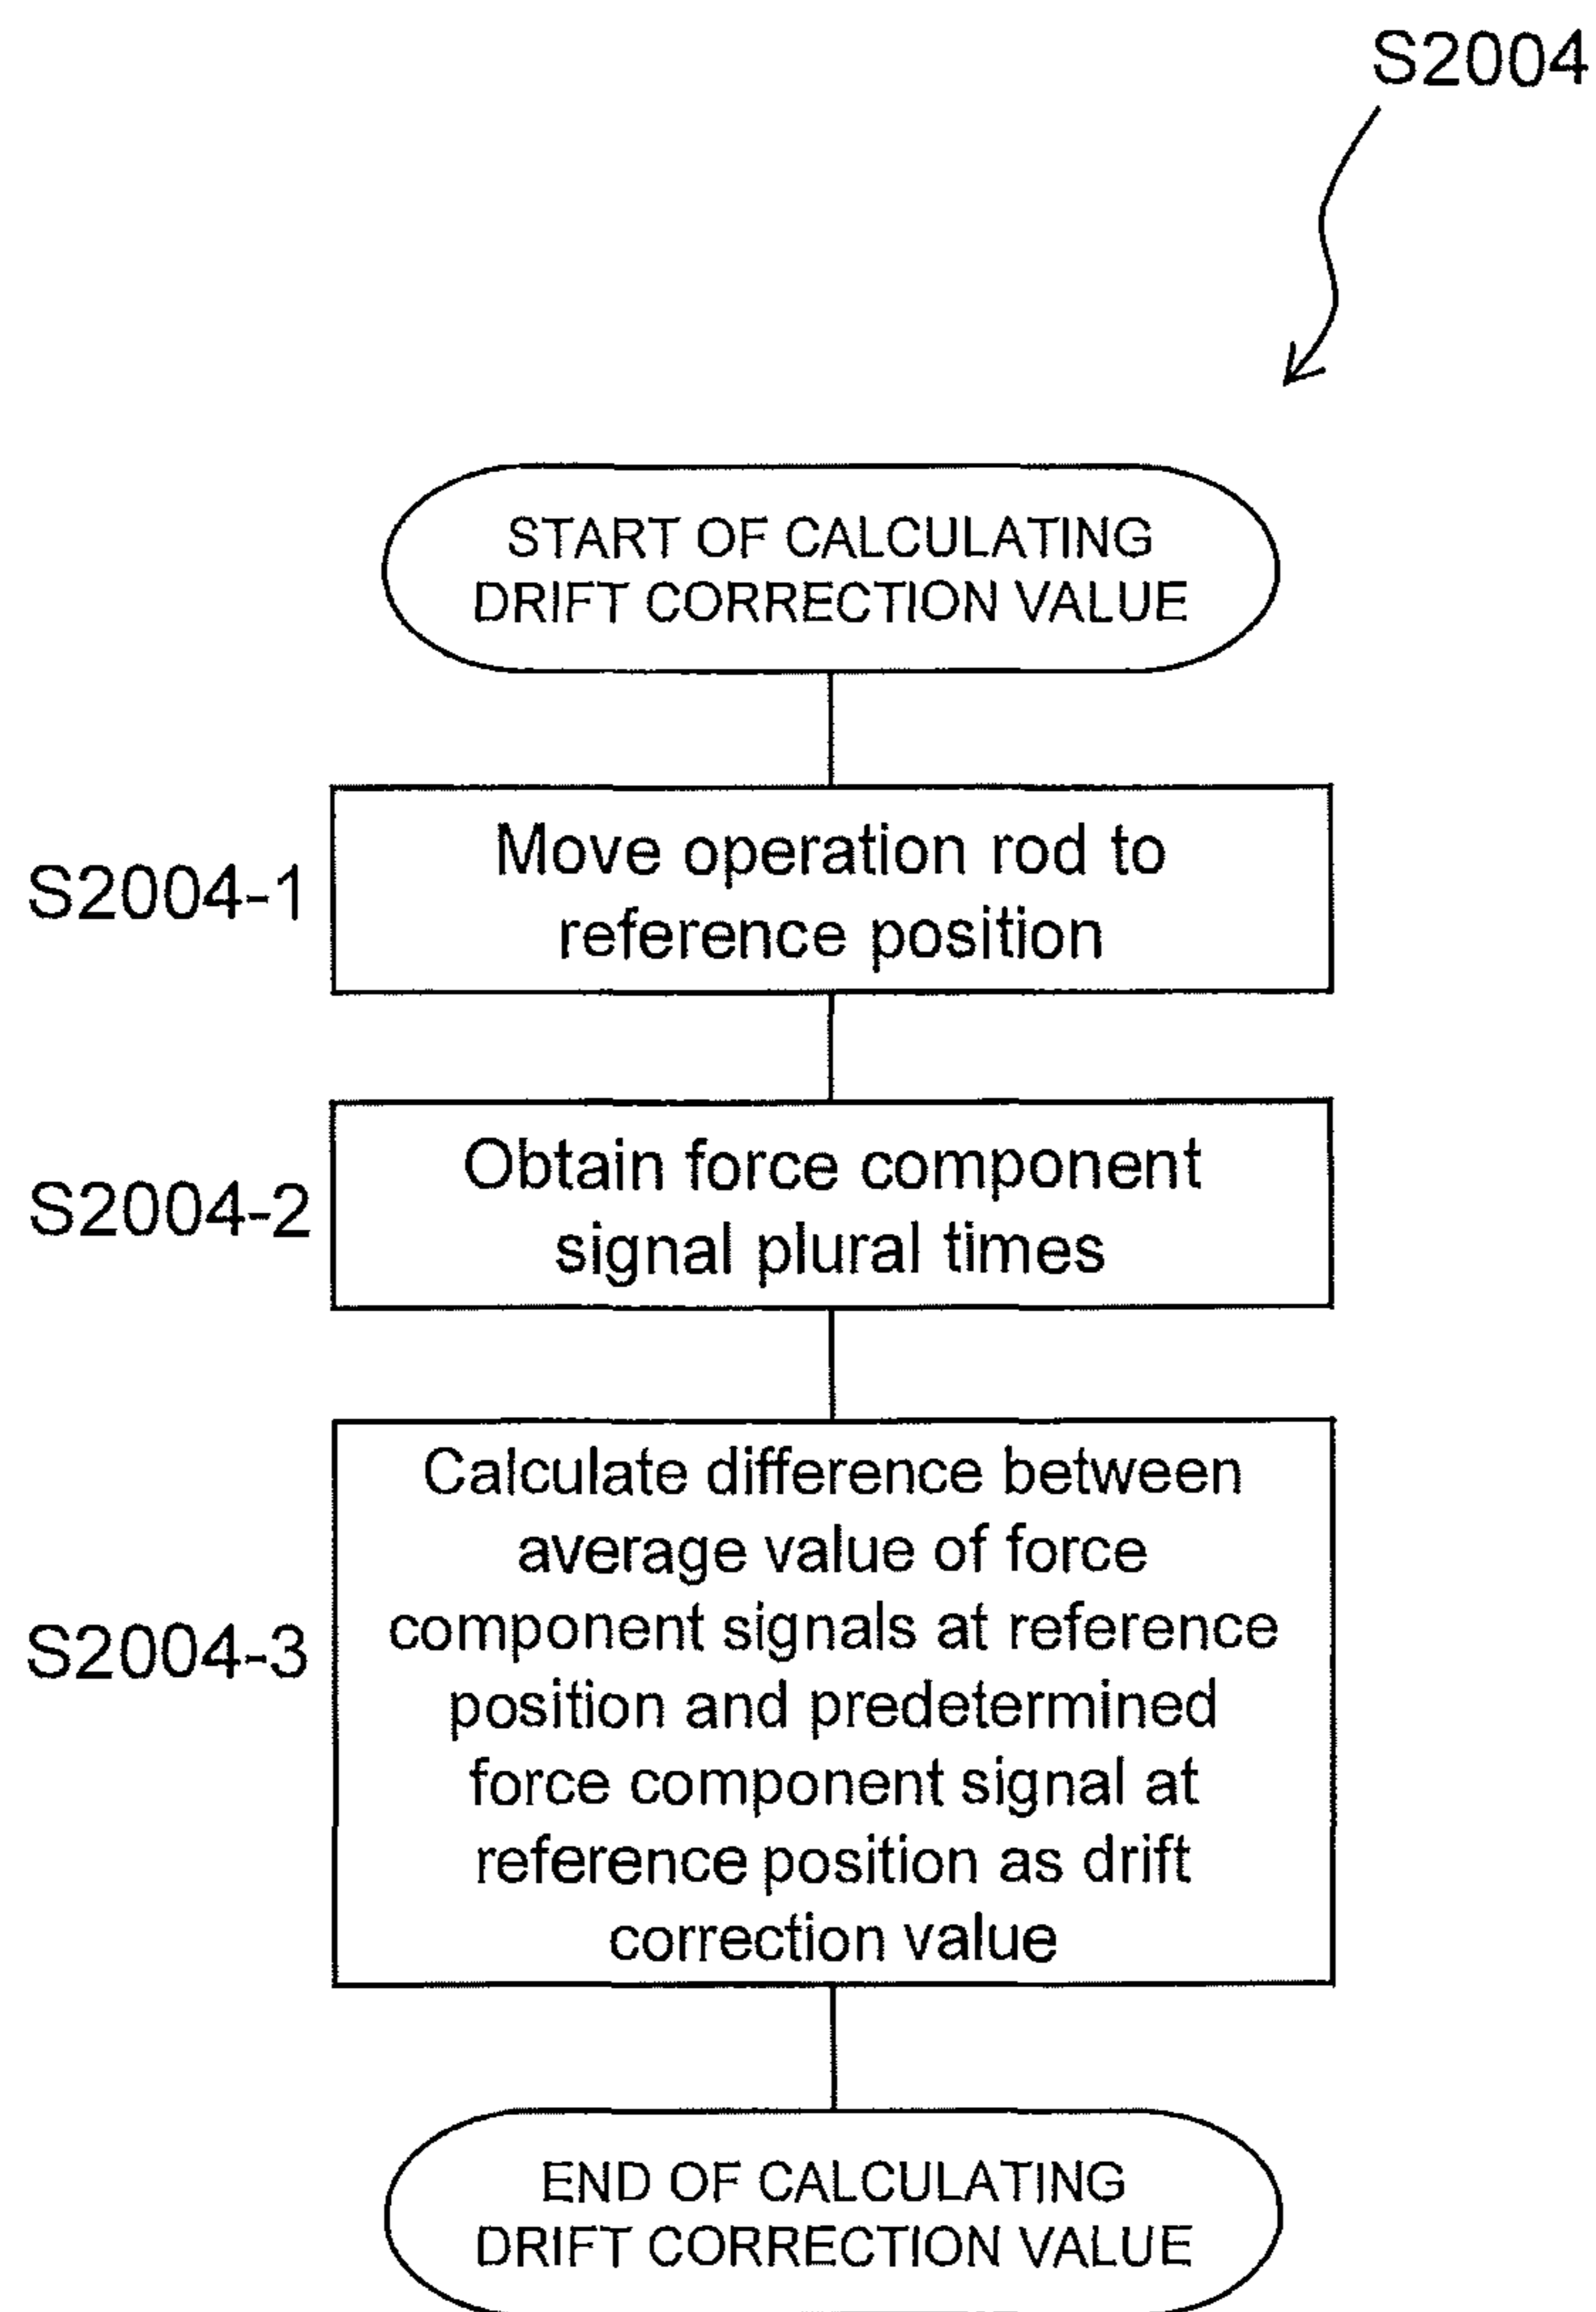 S2004
START OF CALCULATING
DRIFT CORRECTION VALUE
S2004-1
Move operation rod to
reference position
S2004-2
Obtain force component
signal plural times
S2004-3
Calculate difference between
average value of force
component signals at reference
position and predetermined
force component signal at
reference position as drift
correction value
END OF CALCULATING
DRIFT CORRECTION VALUE